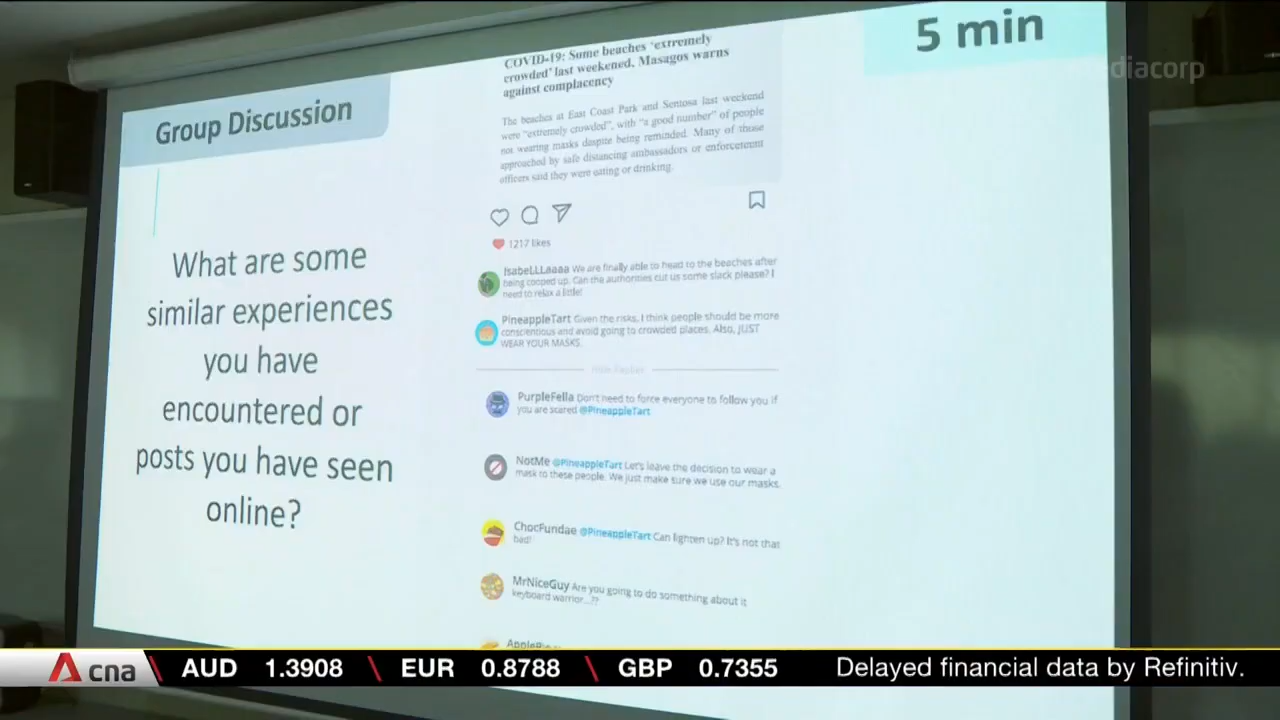 5 min
mediacorp
Group Discussion
What are some
similar experiences
you have
encountered or
posts you have seen
online?
COVID-19: Some beaches 'extremely
crowded' last weekened, Masagos warns
against complacency
The beaches at East Coast Park and Sentosa last weekend
were "extremely crowded", with "a good number" of people
not wearing masks despite being reminded. Many of those
approached by safe distancing ambassadors or enforcement
officers said they were eating or drinking.
1217 likes
IsabeLLLaaaa We are finally able to head to the beaches after
being cooped up. Can the authorities cut us some slack please? I
need to relax a little!
PineappleTart Given the risks, I think people should be more
conscientious and avoid going to crowded places. Also, JUST
WEAR YOUR MASKS.
Hide Replies
PurpleFella Don't need to force everyone to follow you if
you are scared @PineappleTart
NotMe @PineappleTart Let's leave the decision to wear a
mask to these people. We just make sure we use our masks.
ChocFundae @PineappleTart Can lighten up? It's not that
bad!
MrNiceGuy Are you going to do something about it
keyboard warrior...??
cna AUD 1.3908 \ EUR 0.8788 \ GBP 0.7355 Delayed financial data by Refinitiv.